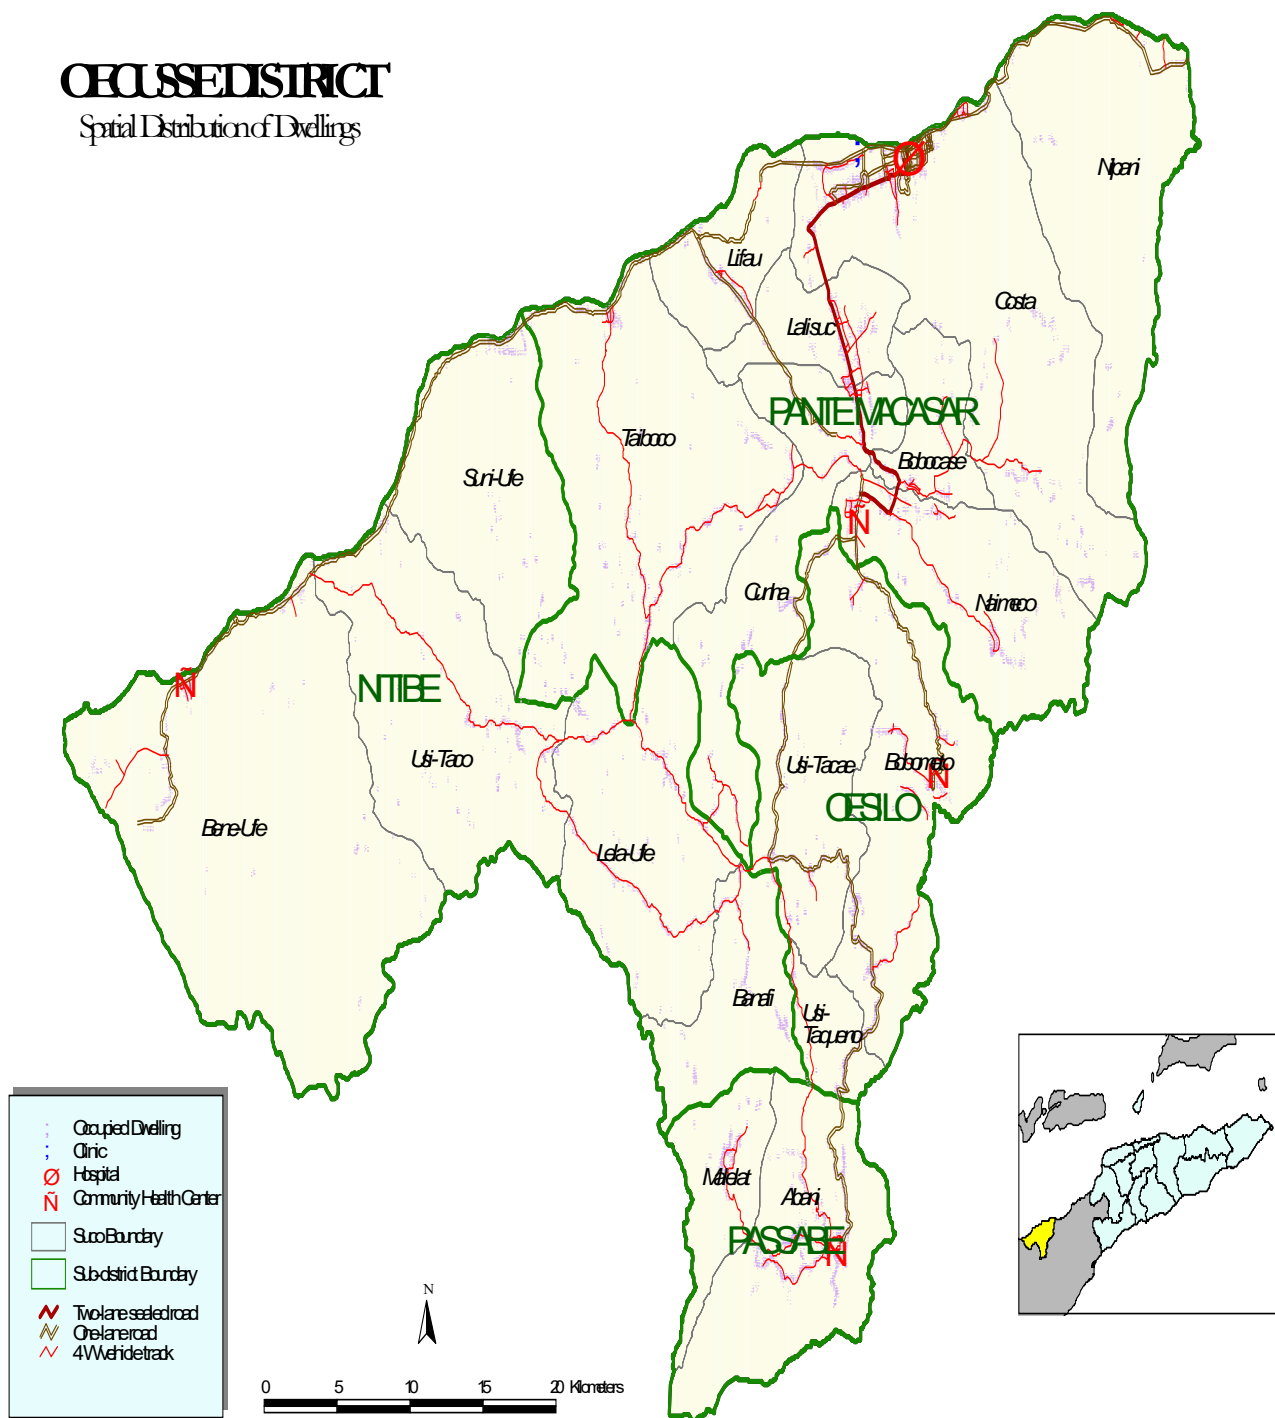 OECUSSE DISTRICT
Spatial Distribution of Dwellings
Nipani
Lifau
Costa
Lalisuc
PANTE MACASAR
Taiboco
Bobocase
Suni-Ufe
Ñ
Cunha
Naimeco
Ñ
NITIBE
Usi-Taco
Usi-Tacae
Bobometo
Ñ
OESILO
Bene-Ufe
Lela-Ufe
Banafi
Usi-
Taqueno
Malelat
Abani
PASSABE
Ñ
Occupied Dwelling
Clinic
Ø Hospital
Ñ Community Health Center
Suco Boundary
Sub-district Boundary
Two-lane sealed road
One-lane road
4W vehicle track
N
0 5 10 15 20 Kilometers